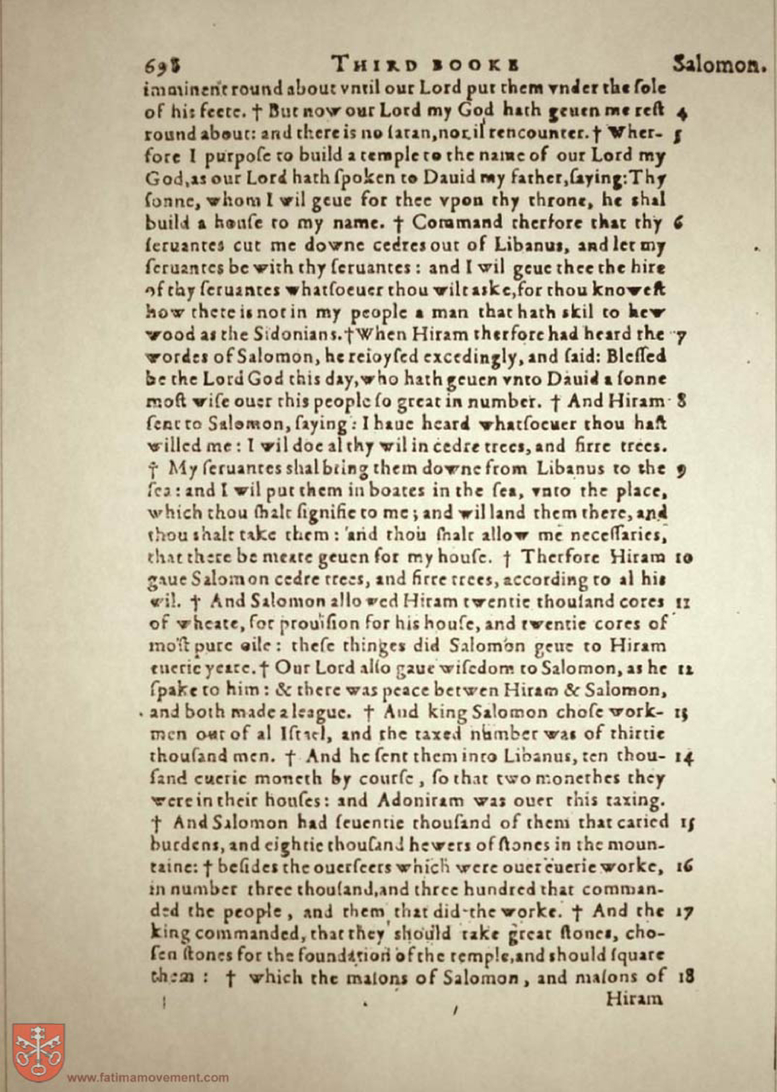 698 THIRD BOOKE Salomon.
imminent round about vntil our Lord put them vnder the ſole
of his feete. † But now our Lord my God hath geuen me reſt 4
round about: and there is no ſatan, nor il rencounter. † Wher- 5
fore I purpoſe to build a temple to the name of our Lord my
God, as our Lord hath ſpoken to Dauid my father, ſaying: Thy
ſonne, whom I wil geue for thee vpon thy throne, he shal
build a houſe to my name. † Command therfore that thy 6
ſeruantes cut me downe cedres out of Libanus, and let my
ſeruantes be with thy ſeruantes: and I wil geue thee the hire
of thy ſeruantes whatſoeuer thou wilt aske, for thou knoweſt
how there is not in my people a man that hath skil to hew
wood as the Sidonians. † When Hiram therfore had heard the 7
wordes of Salomon, he reioyſed excedingly, and ſaid: Bleſſed
be the Lord God this day, who hath geuen vnto Dauid a ſonne
moſt wiſe ouer this people ſo great in number. † And Hiram 8
ſent to Salomon, ſaying: I haue heard whatſoeuer thou haſt
willed me: I wil doe al thy wil in cedre trees, and firre trees.
† My ſeruantes shal bring them downe from Libanus to the 9
ſea: and I wil put them in boates in the ſea, vnto the place,
which thou ſhalt ſignifie to me; and wil land them there, and
thou shalt take them: and thou ſhalt allow me neceſſaries,
that there be meate geuen for my houſe. † Therfore Hiram 10
gaue Salomon cedre trees, and firre trees, according to al his
wil. † And Salomon allowed Hiram twentie thouſand cores 11
of wheate, for prouiſion for his houſe, and twentie cores of
moſt pure oile: theſe thinges did Salomon geue to Hiram
euerie yeare. † Our Lord alſo gaue wiſedom to Salomon, as he 12
ſpake to him: & there was peace betwen Hiram & Salomon,
and both made a league. † And king Salomon choſe work- 13
men out of al Iſrael, and the taxed number was of thirtie
thouſand men. † And he ſent them into Libanus, ten thou- 14
ſand euerie moneth by courſe, ſo that two monethes they
were in their houſes: and Adoniram was ouer this taxing.
† And Salomon had ſeuentie thouſand of them that caried 15
burdens, and eightie thouſand hewers of ſtones in the moun-
taine: † beſides the ouerſeers which were ouer euerie worke, 16
in number three thouſand, and three hundred that comman-
ded the people, and them that did the worke. † And the 17
king commanded, that they should take great ſtones, cho-
ſen ſtones for the foundation of the temple, and should ſquare
them: † which the maſons of Salomon, and maſons of 18
Hiram
www.fatimamovement.com